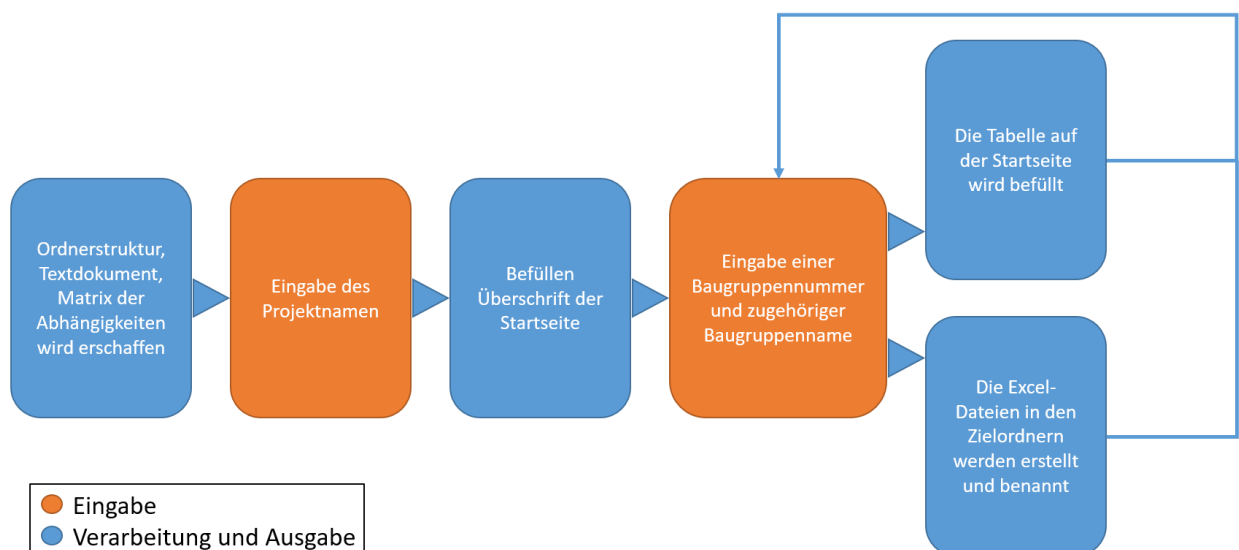 Ordnerstruktur,
Textdokument,
Matrix der
Abhängigkeiten
wird erschaffen
Eingabe des
Projektnamen
Befüllen
Überschrift der
Startseite
Eingabe einer
Baugruppennummer
und zugehöriger
Baugruppenname
Die Tabelle auf
der Startseite
wird befüllt
Die Excel-
Dateien in den
Zielordnern
werden erstellt
und benannt
Eingabe
Verarbeitung und Ausgabe